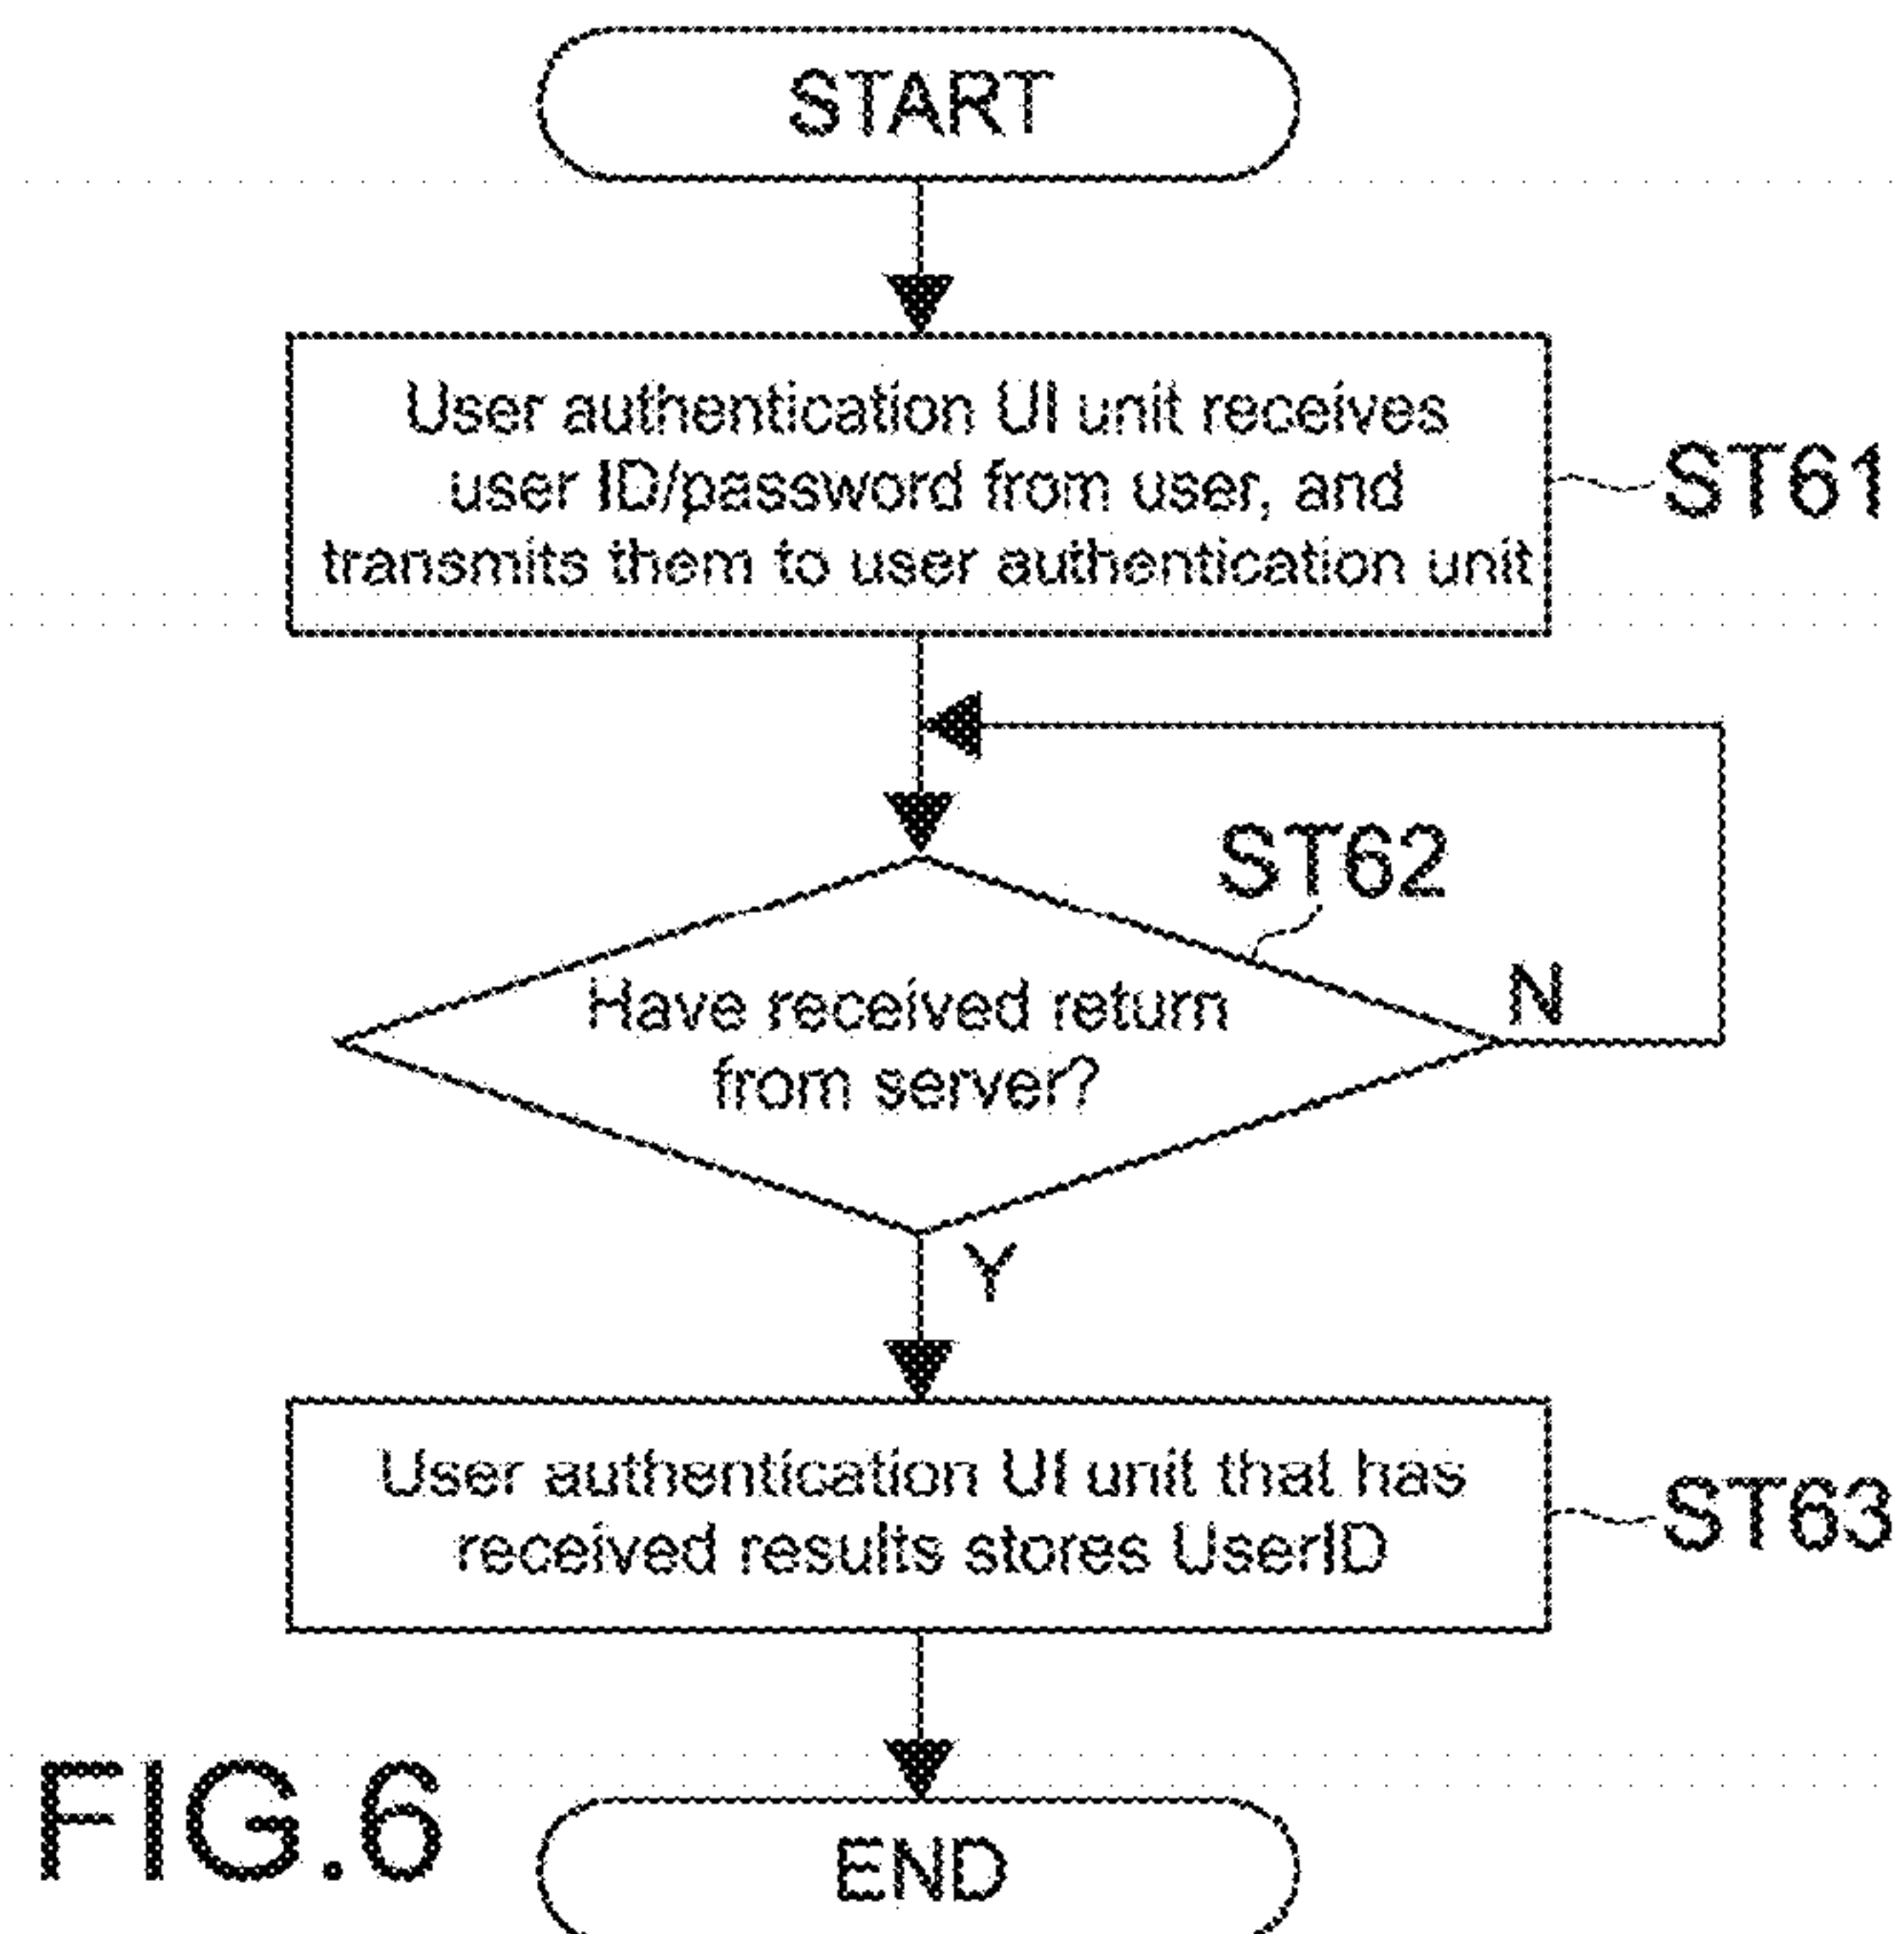 START
User authentication UI unit receives
user ID/password from user, and
transmits them to user authentication unit
ST61
ST62
Have received return
from server?
N
Y
User authentication UI unit that has
received results stores UserID
ST63
FIG.6
END